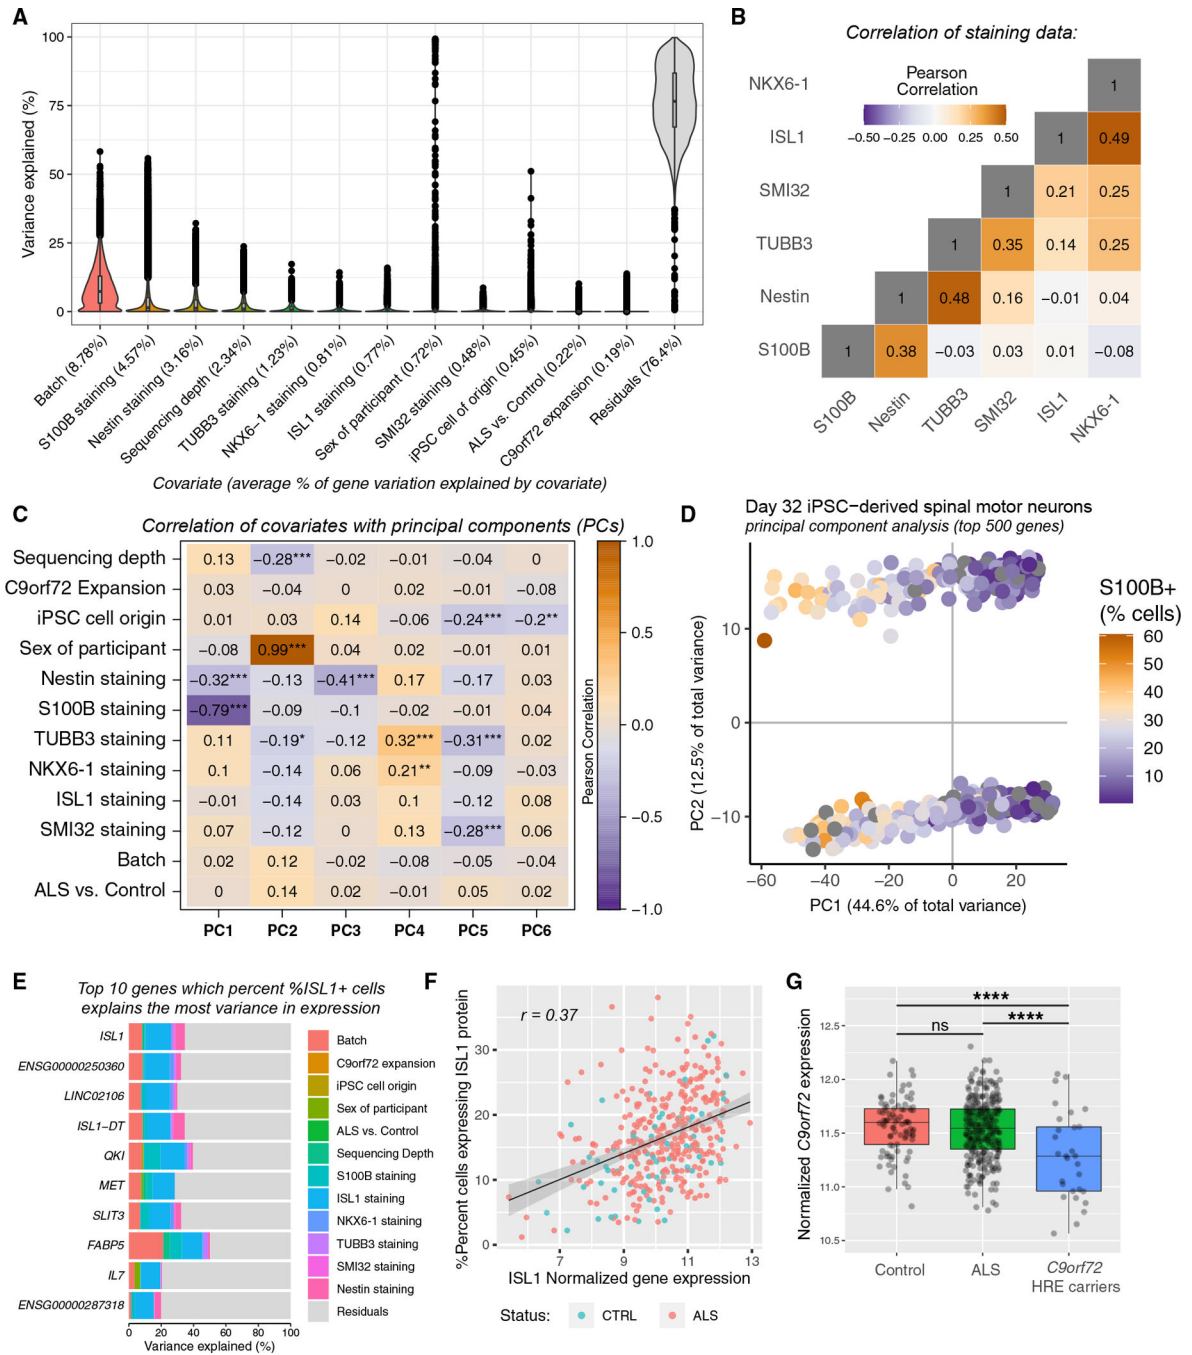 A
Variance explained (%)
100
75
50
25
0
Batch (8.78%)
S100B staining (4.57%)
Nestin staining (3.16%)
Sequencing depth (2.34%)
TUBB3 staining (1.23%)
NKX6−1 staining (0.81%)
ISL1 staining (0.77%)
Sex of participant (0.72%)
SMI32 staining (0.48%)
iPSC cell of origin (0.45%)
ALS vs. Control (0.22%)
C9orf72 expansion (0.19%)
Residuals (76.4%)
Covariate (average % of gene variation explained by covariate)
B
Correlation of staining data:
Pearson
Correlation
−0.50 −0.25 0.00 0.25 0.50
NKX6-1 1
ISL1 1 0.49
SMI32 1 0.21 0.25
TUBB3 1 0.35 0.14 0.25
Nestin 1 0.48 0.16 −0.01 0.04
S100B 1 0.38 −0.03 0.03 0.01 −0.08
S100B Nestin TUBB3 SMI32 ISL1 NKX6-1
C
Correlation of covariates with principal components (PCs)
Sequencing depth 0.13 −0.28*** −0.02 −0.01 −0.04 0
C9orf72 Expansion 0.03 −0.04 0 0.02 −0.01 −0.08
iPSC cell origin 0.01 0.03 0.14 −0.06 −0.24*** −0.2**
Sex of participant −0.08 0.99*** 0.04 0.02 −0.01 0.01
Nestin staining −0.32*** −0.13 −0.41*** 0.17 −0.17 0.03
S100B staining −0.79*** −0.09 −0.1 −0.02 −0.01 0.04
TUBB3 staining 0.11 −0.19* −0.12 0.32*** −0.31*** 0.02
NKX6-1 staining 0.1 −0.14 0.06 0.21** −0.09 −0.03
ISL1 staining −0.01 −0.14 0.03 0.1 −0.12 0.08
SMI32 staining 0.07 −0.12 0 0.13 −0.28*** 0.06
Batch 0.02 0.12 −0.02 −0.08 −0.05 −0.04
ALS vs. Control 0 0.14 0.02 −0.01 0.05 0.02
PC1 PC2 PC3 PC4 PC5 PC6
Pearson Correlation
1.0
0.5
0.0
−0.5
−1.0
D
Day 32 iPSC−derived spinal motor neurons
principal component analysis (top 500 genes)
PC2 (12.5% of total variance)
10
0
−10
−60 −40 −20 0 20
PC1 (44.6% of total variance)
S100B+
(% cells)
60
50
40
30
20
10
E
Top 10 genes which percent %ISL1+ cells
explains the most variance in expression
ISL1
ENSG00000250360
LINC02106
ISL1−DT
QKI
MET
SLIT3
FABP5
IL7
ENSG00000287318
0 20 40 60 80 100
Variance explained (%)
Batch
C9orf72 expansion
iPSC cell origin
Sex of participant
ALS vs. Control
Sequencing Depth
S100B staining
ISL1 staining
NKX6-1 staining
TUBB3 staining
SMI32 staining
Nestin staining
Residuals
F
%Percent cells expressing ISL1 protein
r = 0.37
30
20
10
0
7 9 11 13
ISL1 Normalized gene expression
Status: CTRL ALS
G
Normalized C9orf72 expression
****
****
ns
12.5
12.0
11.5
11.0
10.5
Control ALS C9orf72
HRE carriers